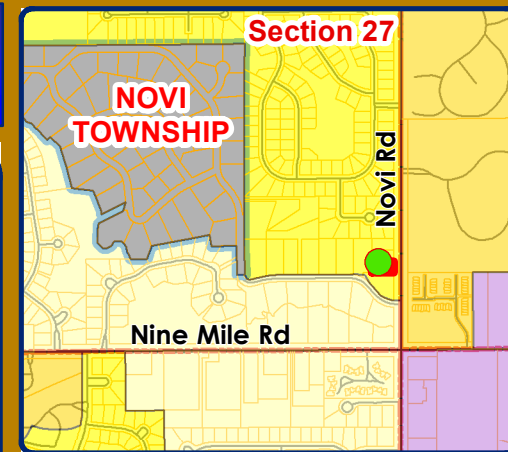 Section 27
NOVI
TOWNSHIP
Novi Rd
Nine Mile Rd